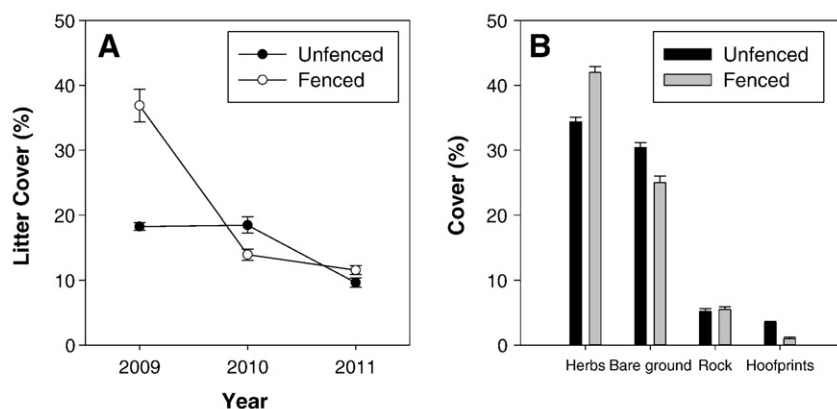 A
Unfenced
Fenced
Litter Cover (%)
50
40
30
20
10
0
2009 2010 2011
Year
B
Unfenced
Fenced
Cover (%)
50
40
30
20
10
0
Herbs Bare ground Rock Hoofprints